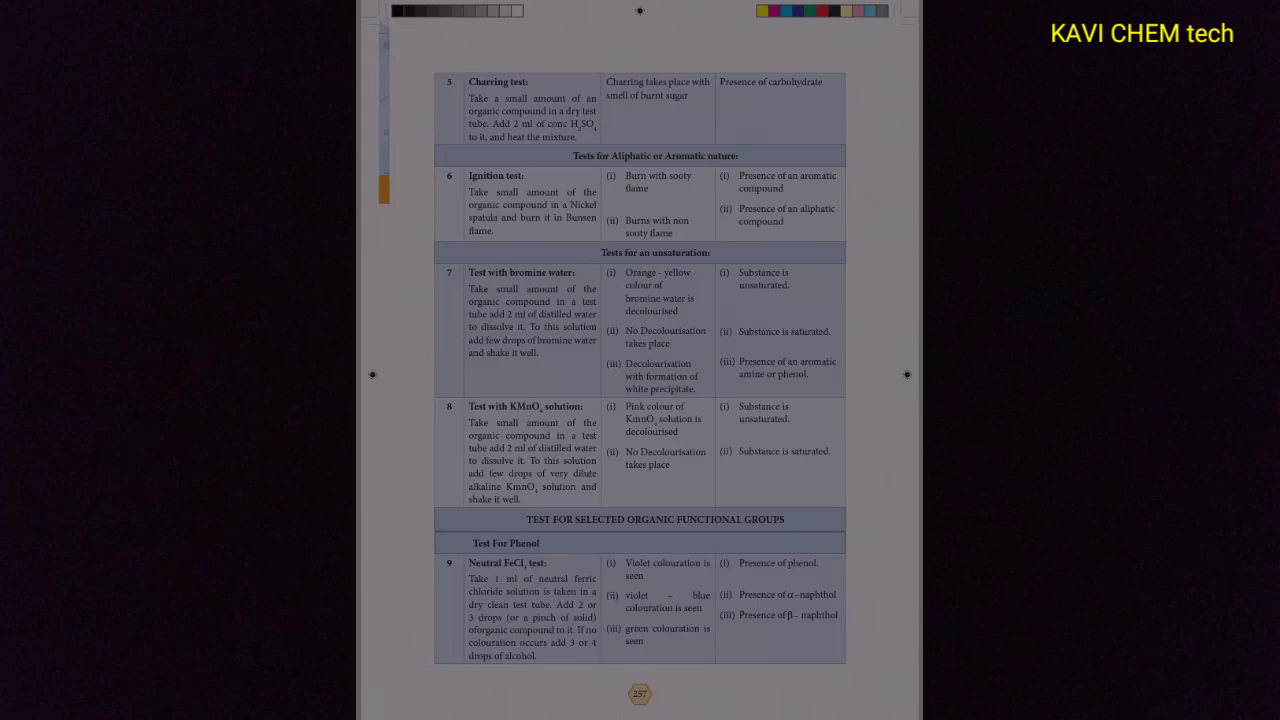 KAVI CHEM tech
5 Charring test:
Take a small amount of an
organic compound in a dry test
tube. Add 2 ml of conc H2SO4
to it, and heat the mixture.
Charring takes place with
smell of burnt sugar
Presence of carbohydrate
Tests for Aliphatic or Aromatic nature:
6 Ignition test:
Take small amount of the
organic compound in a Nickel
spatula and burn it in Bunsen
flame.
(i) Burn with sooty
flame
(ii) Burns with non
sooty flame
(i) Presence of an aromatic
compound
(ii) Presence of an aliphatic
compound
Tests for an unsaturation:
7 Test with bromine water:
Take small amount of the
organic compound in a test
tube add 2 ml of distilled water
to dissolve it. To this solution
add few drops of bromine water
and shake it well.
(i) Orange - yellow
colour of
bromine water is
decolourised
(ii) No Decolourisation
takes place
(iii) Decolourisation
with formation of
white precipitate.
(i) Substance is
unsaturated.
(ii) Substance is saturated.
(iii) Presence of an aromatic
amine or phenol.
8 Test with KMnO4 solution:
Take small amount of the
organic compound in a test
tube add 2 ml of distilled water
to dissolve it. To this solution
add few drops of very dilute
alkaline KmnO4 solution and
shake it well.
(i) Pink colour of
KmnO4 solution is
decolourised
(ii) No Decolourisation
takes place
(i) Substance is
unsaturated.
(ii) Substance is saturated.
TEST FOR SELECTED ORGANIC FUNCTIONAL GROUPS
Test For Phenol
9 Neutral FeCl3 test:
Take 1 ml of neutral ferric
chloride solution is taken in a
dry clean test tube. Add 2 or
3 drops (or a pinch of solid)
oforganic compound to it. If no
colouration occurs add 3 or 4
drops of alcohol.
(i) Violet colouration is
seen
(ii) violet – blue
colouration is seen
(iii) green colouration is
seen
(i) Presence of phenol.
(ii) Presence of α–naphthol
(iii) Presence of β– naphthol
257